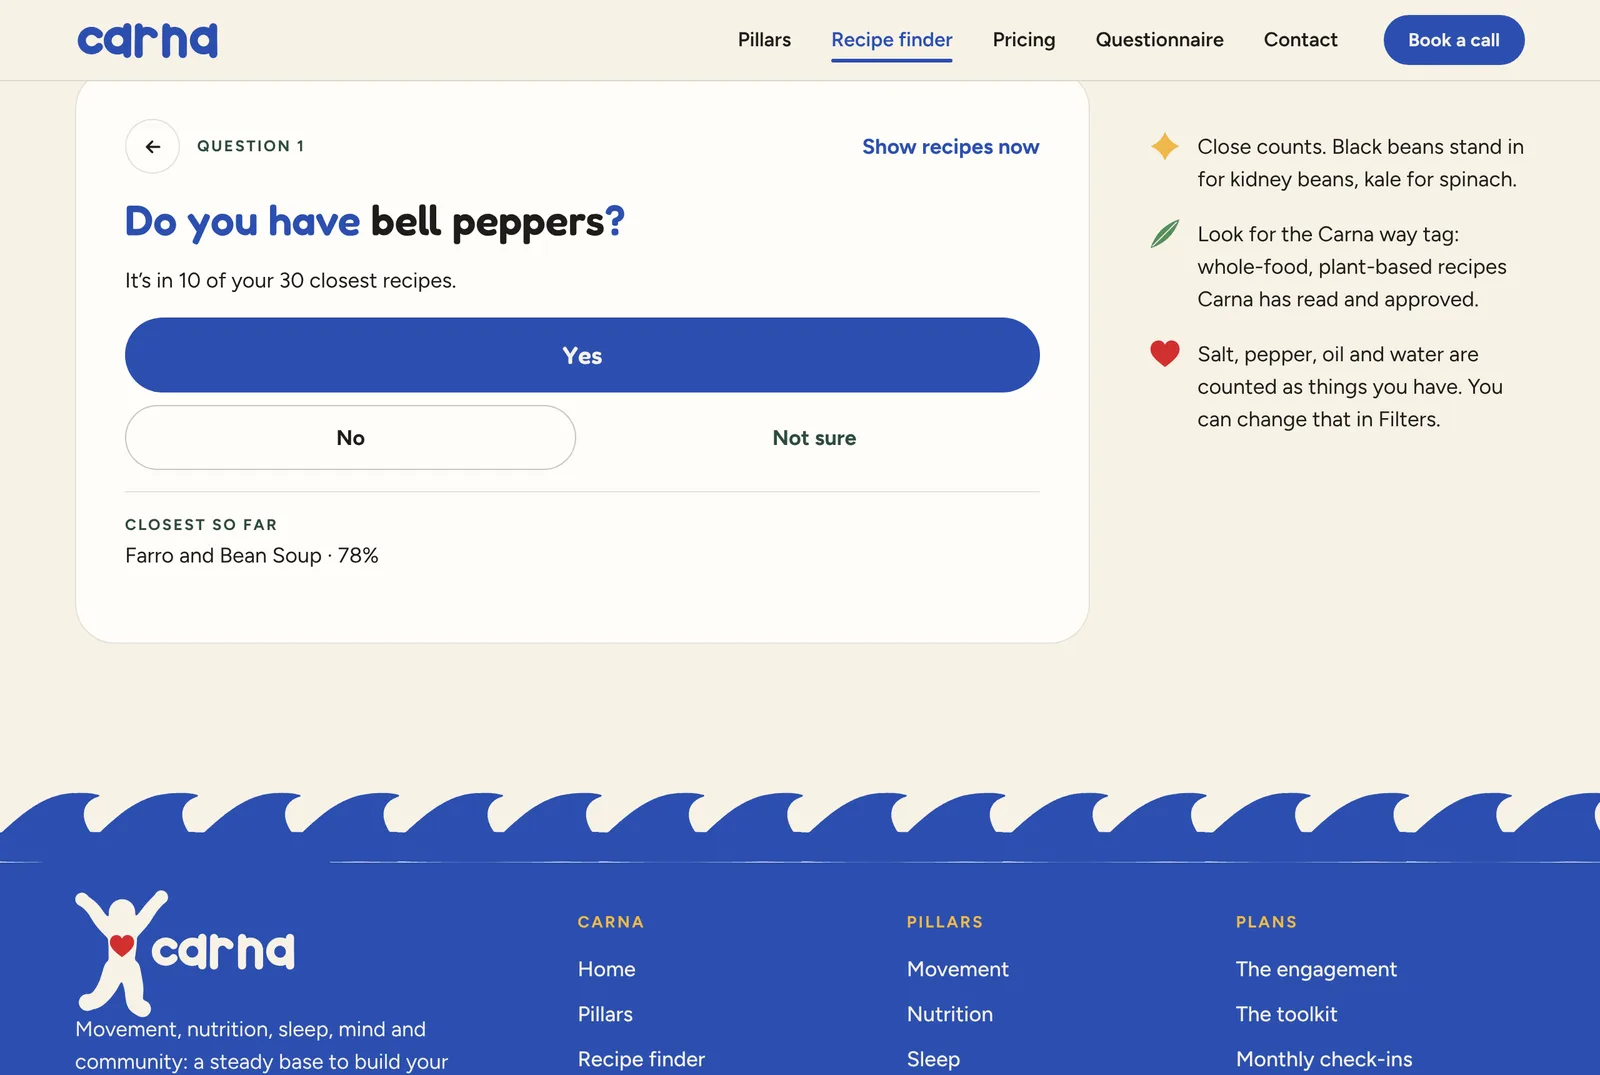 carna
Pillars
Recipe finder
Pricing
Questionnaire
Contact
Book a call
QUESTION 1
Show recipes now
Do you have bell peppers?
It’s in 10 of your 30 closest recipes.
Yes
No
Not sure
CLOSEST SO FAR
Farro and Bean Soup · 78%
Close counts. Black beans stand in
for kidney beans, kale for spinach.
Look for the Carna way tag:
whole-food, plant-based recipes
Carna has read and approved.
Salt, pepper, oil and water are
counted as things you have. You
can change that in Filters.
carna
Movement, nutrition, sleep, mind and
community: a steady base to build your
CARNA
Home
Pillars
Recipe finder
PILLARS
Movement
Nutrition
Sleep
PLANS
The engagement
The toolkit
Monthly check-ins